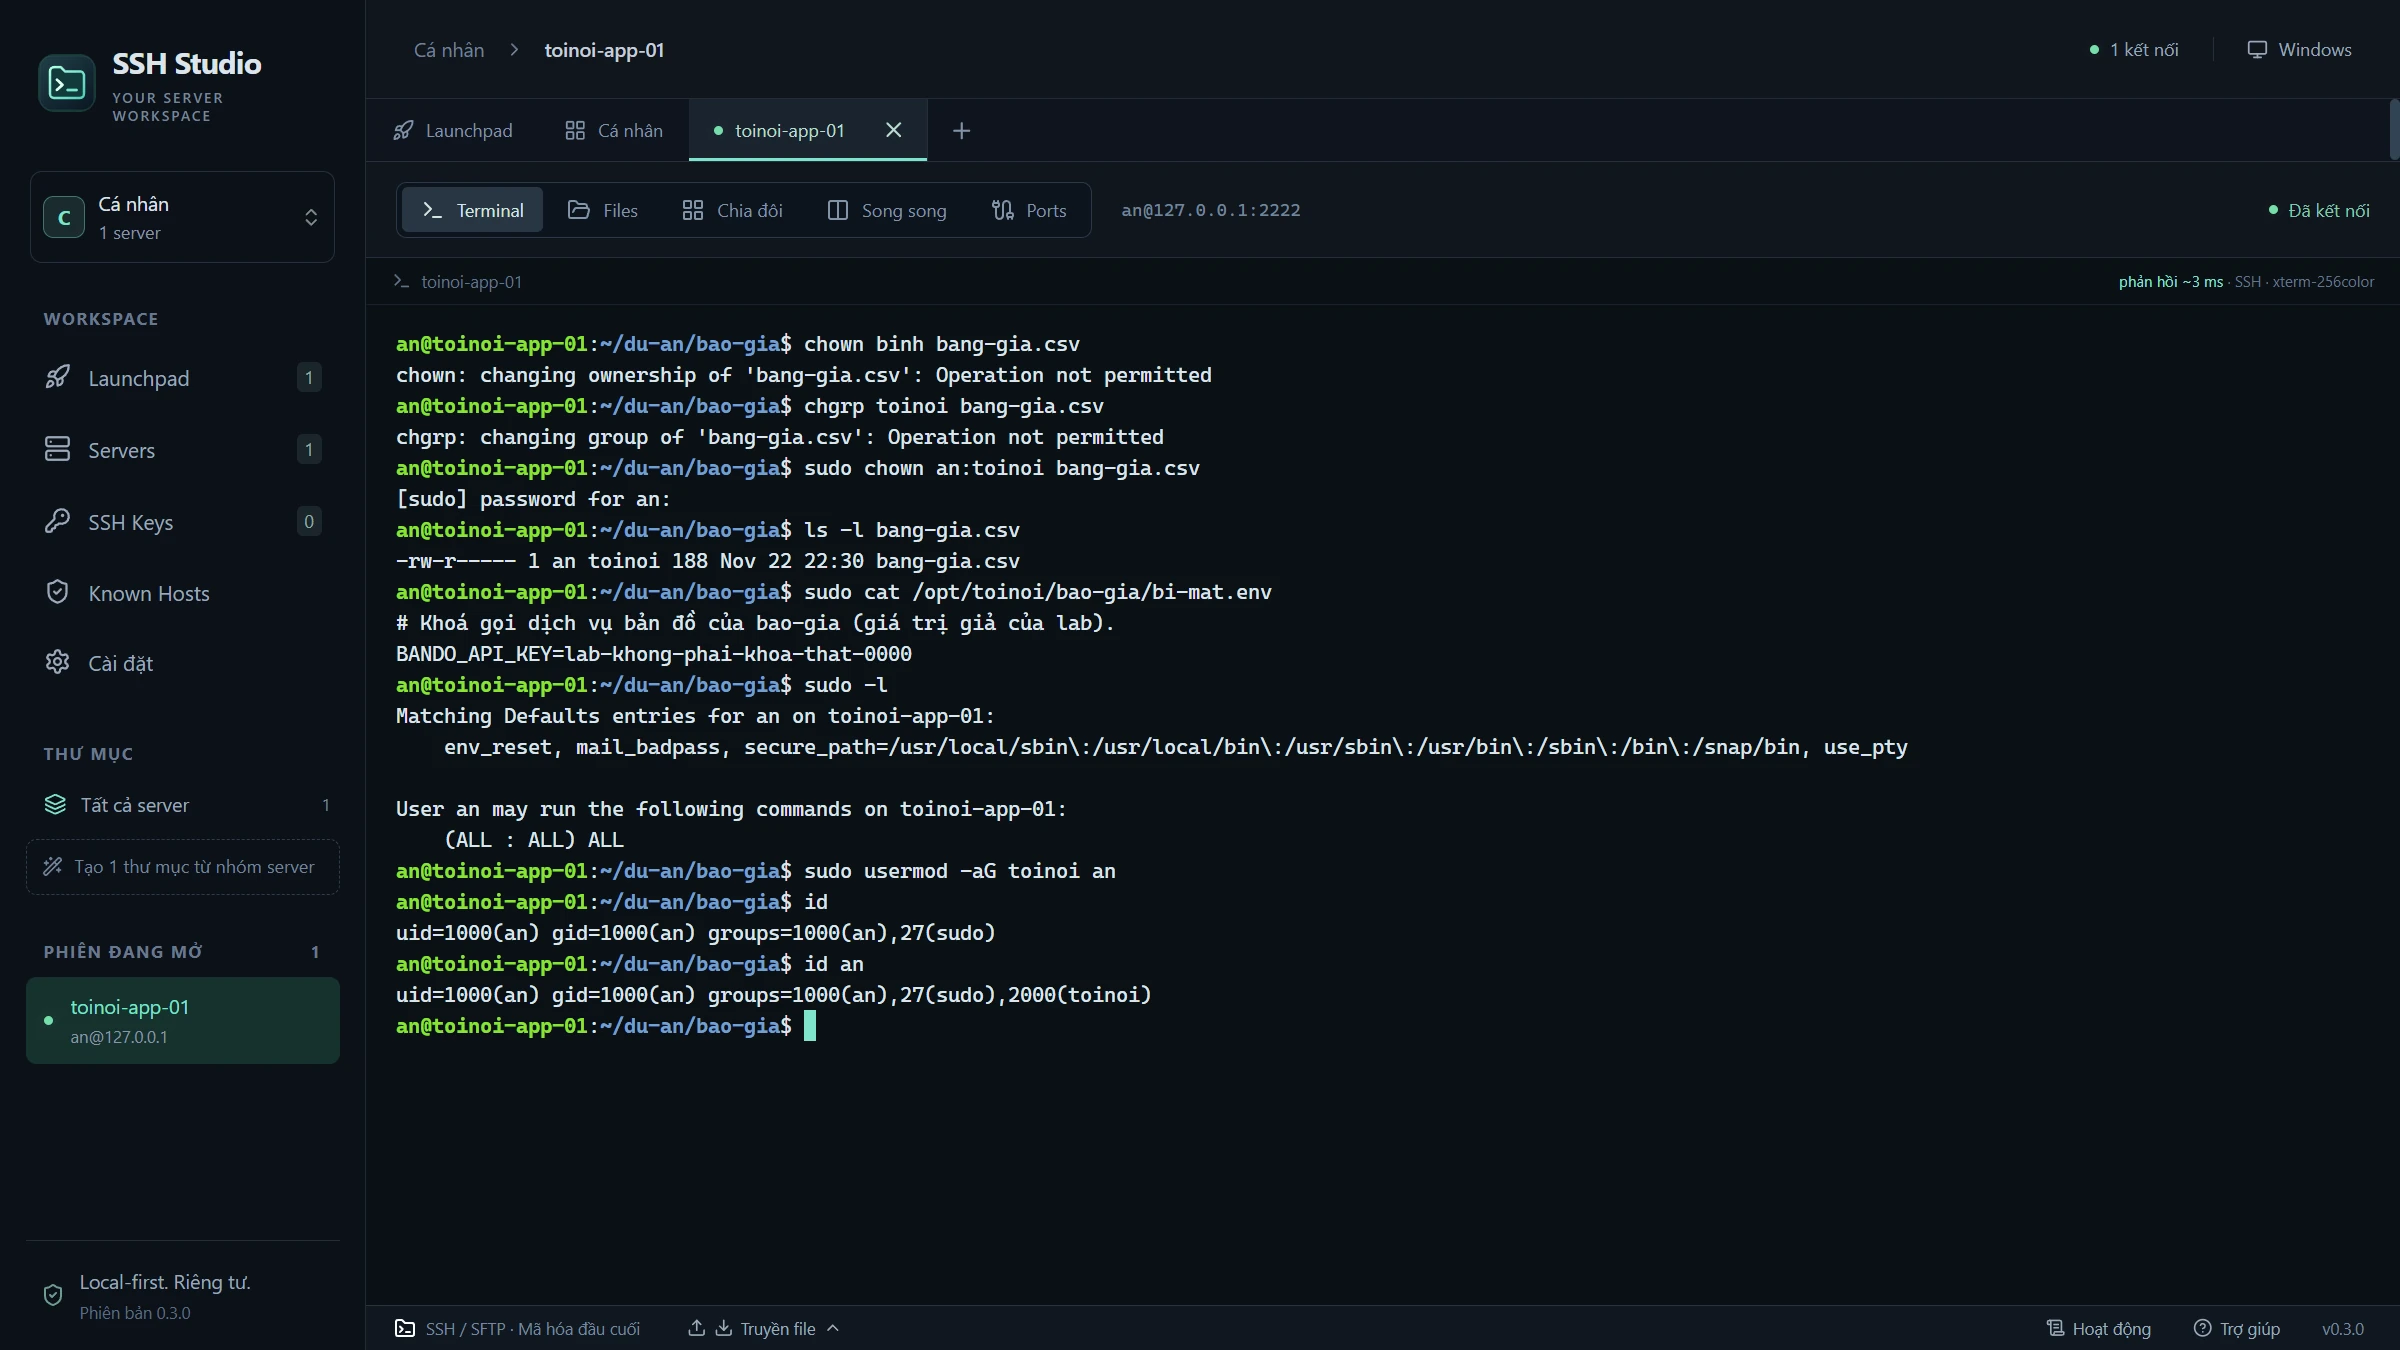 SSH Studio
YOUR SERVER
WORKSPACE
C
Cá nhân
1 server
WORKSPACE
Launchpad 1
Servers 1
SSH Keys 0
Known Hosts
Cài đặt
THƯ MỤC
Tất cả server 1
Tạo 1 thư mục từ nhóm server
PHIÊN ĐANG MỞ 1
toinoi-app-01
an@127.0.0.1
Local-first. Riêng tư.
Phiên bản 0.3.0
Cá nhân > toinoi-app-01
1 kết nối
Windows
Launchpad
Cá nhân
toinoi-app-01
Terminal
Files
Chia đôi
Song song
Ports
an@127.0.0.1:2222
Đã kết nối
toinoi-app-01
phản hồi ~3 ms · SSH · xterm-256color
an@toinoi-app-01:~/du-an/bao-gia$ chown binh bang-gia.csv
chown: changing ownership of 'bang-gia.csv': Operation not permitted
an@toinoi-app-01:~/du-an/bao-gia$ chgrp toinoi bang-gia.csv
chgrp: changing group of 'bang-gia.csv': Operation not permitted
an@toinoi-app-01:~/du-an/bao-gia$ sudo chown an:toinoi bang-gia.csv
[sudo] password for an:
an@toinoi-app-01:~/du-an/bao-gia$ ls -l bang-gia.csv
-rw-r----- 1 an toinoi 188 Nov 22 22:30 bang-gia.csv
an@toinoi-app-01:~/du-an/bao-gia$ sudo cat /opt/toinoi/bao-gia/bi-mat.env
# Khoá gọi dịch vụ bản đồ của bao-gia (giá trị giả của lab).
BANDO_API_KEY=lab-khong-phai-khoa-that-0000
an@toinoi-app-01:~/du-an/bao-gia$ sudo -l
Matching Defaults entries for an on toinoi-app-01:
    env_reset, mail_badpass, secure_path=/usr/local/sbin\:/usr/local/bin\:/usr/sbin\:/usr/bin\:/sbin\:/bin\:/snap/bin, use_pty
User an may run the following commands on toinoi-app-01:
    (ALL : ALL) ALL
an@toinoi-app-01:~/du-an/bao-gia$ sudo usermod -aG toinoi an
an@toinoi-app-01:~/du-an/bao-gia$ id
uid=1000(an) gid=1000(an) groups=1000(an),27(sudo)
an@toinoi-app-01:~/du-an/bao-gia$ id an
uid=1000(an) gid=1000(an) groups=1000(an),27(sudo),2000(toinoi)
an@toinoi-app-01:~/du-an/bao-gia$
SSH / SFTP · Mã hóa đầu cuối
Truyền file
Hoạt động
Trợ giúp
v0.3.0